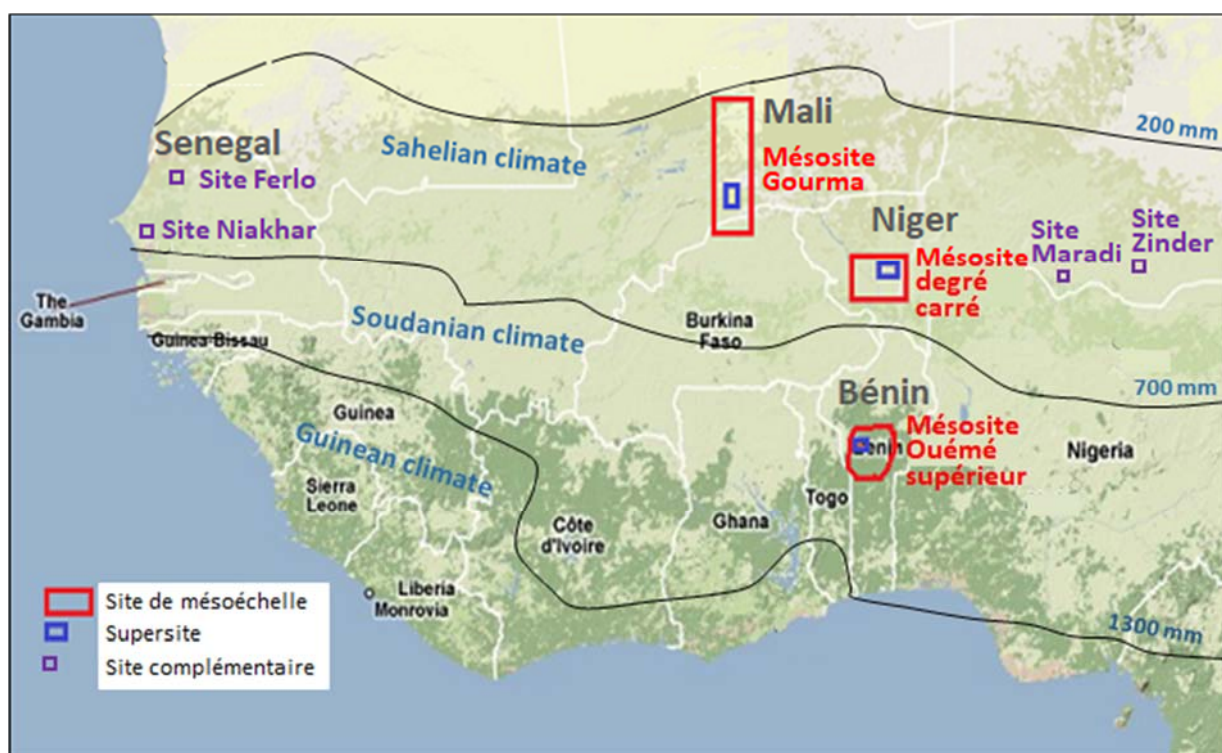 Mali
200 mm
Senegal
Sahelian climate
Mésosite
Gourma
Site Ferlo
Site Niakhar
Niger
Site
Maradi
Site
Zinder
Mésosite
degré
carré
The
Gambia
Soudanian climate
Burkina
Faso
Guinea-Bissau
700 mm
Bénin
Guinea
Guinean climate
Mésosite
Ouémé
supérieur
Benin
Nigeria
Sierra
Leone
Togo
Ghana
Côte
d'Ivoire
Liberia
Monrovia
1300 mm
Site de mésoéchelle
Supersite
Site complémentaire